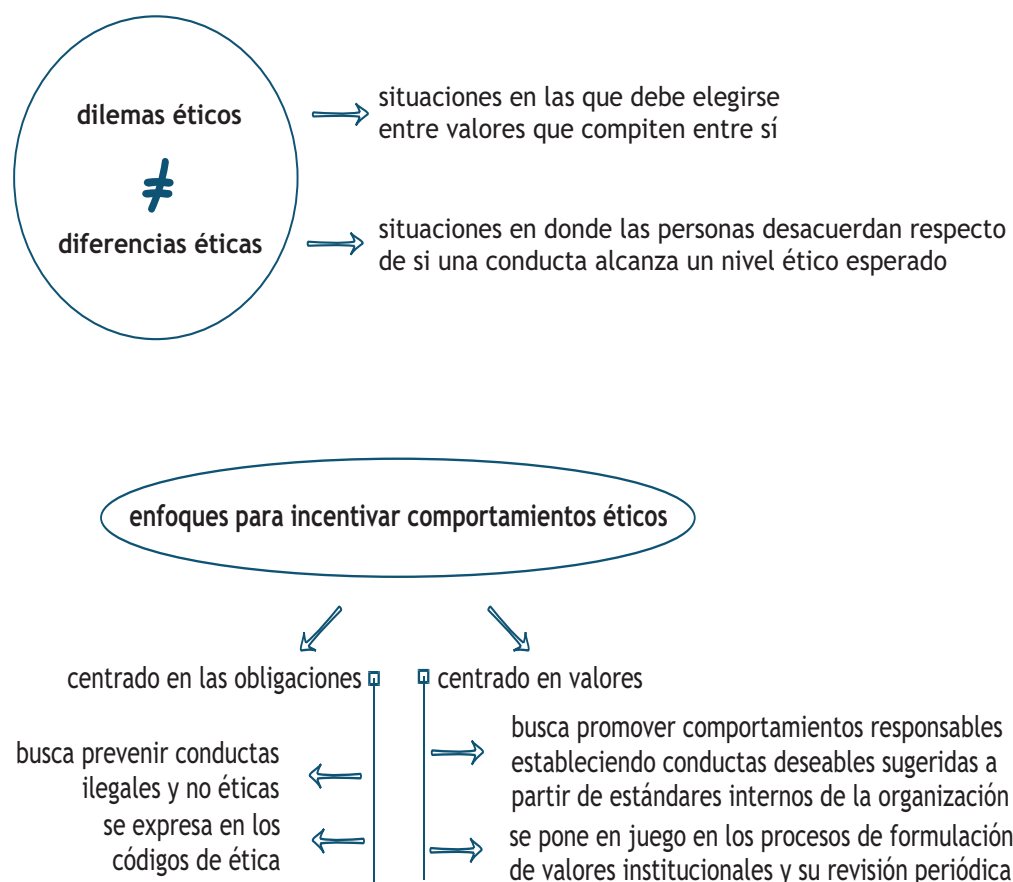 dilemas éticos
situaciones en las que debe elegirse
entre valores que compiten entre sí
≠
diferencias éticas
situaciones en donde las personas desacuerdan respecto
de si una conducta alcanza un nivel ético esperado
enfoques para incentivar comportamientos éticos
centrado en las obligaciones
busca prevenir conductas
ilegales y no éticas
se expresa en los
códigos de ética
centrado en valores
busca promover comportamientos responsables
estableciendo conductas deseables sugeridas a
partir de estándares internos de la organización
se pone en juego en los procesos de formulación
de valores institucionales y su revisión periódica